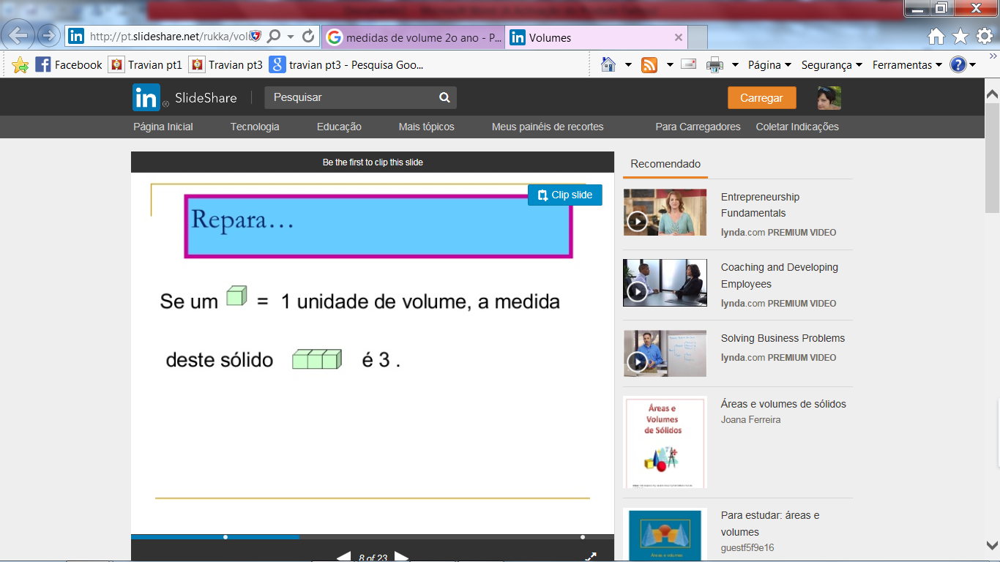 http://pt.slideshare.net/rukka/vol
medidas de volume 2o ano - P...
Volumes
Facebook
Travian pt1
Travian pt3
travian pt3 - Pesquisa Goo...
Página
Segurança
Ferramentas
in® SlideShare
Pesquisar
Carregar
Página Inicial
Tecnologia
Educação
Mais tópicos
Meus painéis de recortes
Para Carregadores
Coletar Indicações
Be the first to clip this slide
Clip slide
Repara…
Se um = 1 unidade de volume, a medida
deste sólido é 3 .
8 of 23
Recomendado
Entrepreneurship
Fundamentals
lynda.com PREMIUM VIDEO
Coaching and Developing
Employees
lynda.com PREMIUM VIDEO
Solving Business Problems
lynda.com PREMIUM VIDEO
Áreas e
Volumes
de Sólidos
Áreas e volumes de sólidos
Joana Ferreira
Áreas e volumes
Para estudar: áreas e
volumes
guestf5f9e16